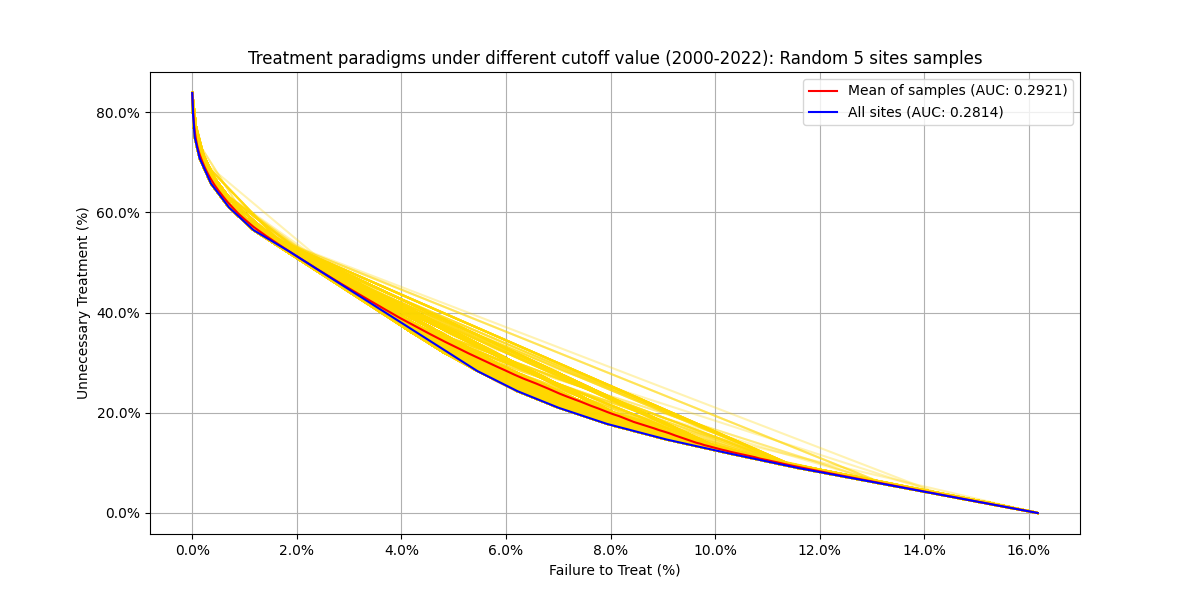 Treatment paradigms under different cutoff value (2000-2022): Random 5 sites samples
Mean of samples (AUC: 0.2921)
All sites (AUC: 0.2814)
Unnecessary Treatment (%)
80.0%
60.0%
40.0%
20.0%
0.0%
0.0% 2.0% 4.0% 6.0% 8.0% 10.0% 12.0% 14.0% 16.0%
Failure to Treat (%)